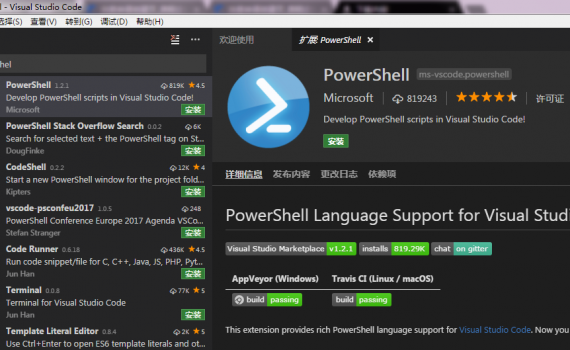 - Visual Studio Code
选择(S) 查看(V) 转到(G) 调试(D) 帮助(H)
欢迎使用
扩展: PowerShell ×
hel
PowerShell 1.2.1 819K ★ 4.5
Develop PowerShell scripts in Visual Studio Code!
Microsoft 安装
PowerShell Stack Overflow Search 0.0.2 6K
Search for selected text + the PowerShell tag on St...
DougFinke 安装
CodeShell 0.2.2 12K ★ 4
Start a new PowerShell window for the project fold...
Kipters 安装
vscode-psconfeu2017 1.0.5 248
PowerShell Conference Europe 2017 Agenda VSCo...
Stefan Stranger 安装
Code Runner 0.6.18 436K ★ 4.5
Run code snippet/file for C, C++, Java, JS, PHP, Pyt...
Jun Han 安装
Terminal 0.0.8 77K ★ 5
Terminal for Visual Studio Code
Jun Han 安装
Template Literal Editor 0.8.4 2K ★ 5
Use Ctrl+Enter to open ES6 template literals and ot...
PowerShell ms-vscode.powershell
Microsoft 819243 ★★★★★ 许可证
Develop PowerShell scripts in Visual Studio Code!
安装
详细信息 发布内容 更改日志 依赖项
PowerShell Language Support for Visual Stud
Visual Studio Marketplace v1.2.1 installs 819.29K chat on gitter
AppVeyor (Windows) Travis CI (Linux / macOS)
build passing build passing
This extension provides rich PowerShell language support for Visual Studio Code. Now you